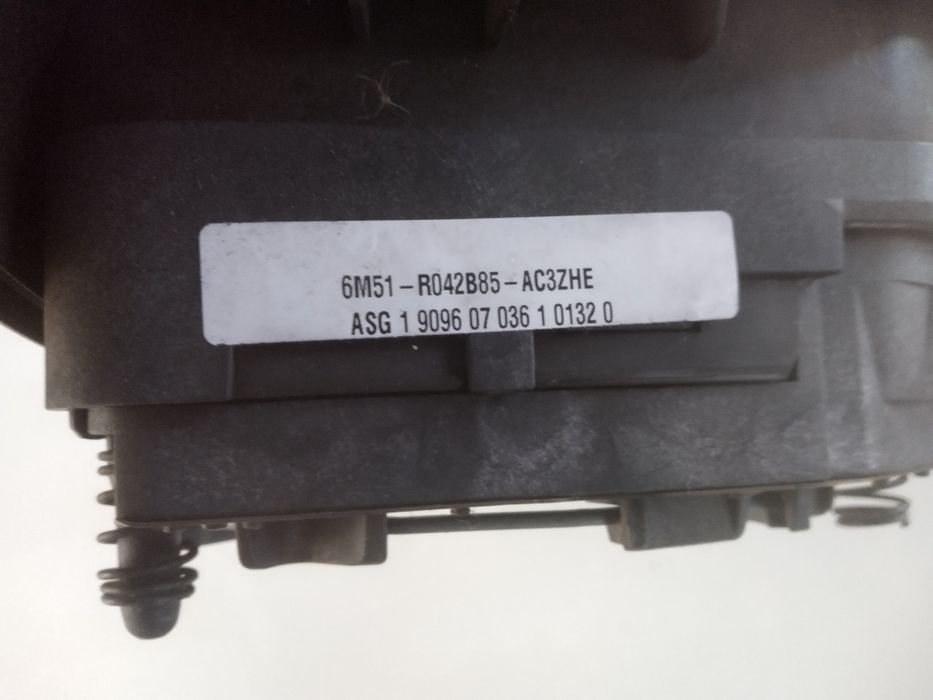 6M51-R042B85-AC3ZHE
ASG 1 9096 07 036 1 0132 0